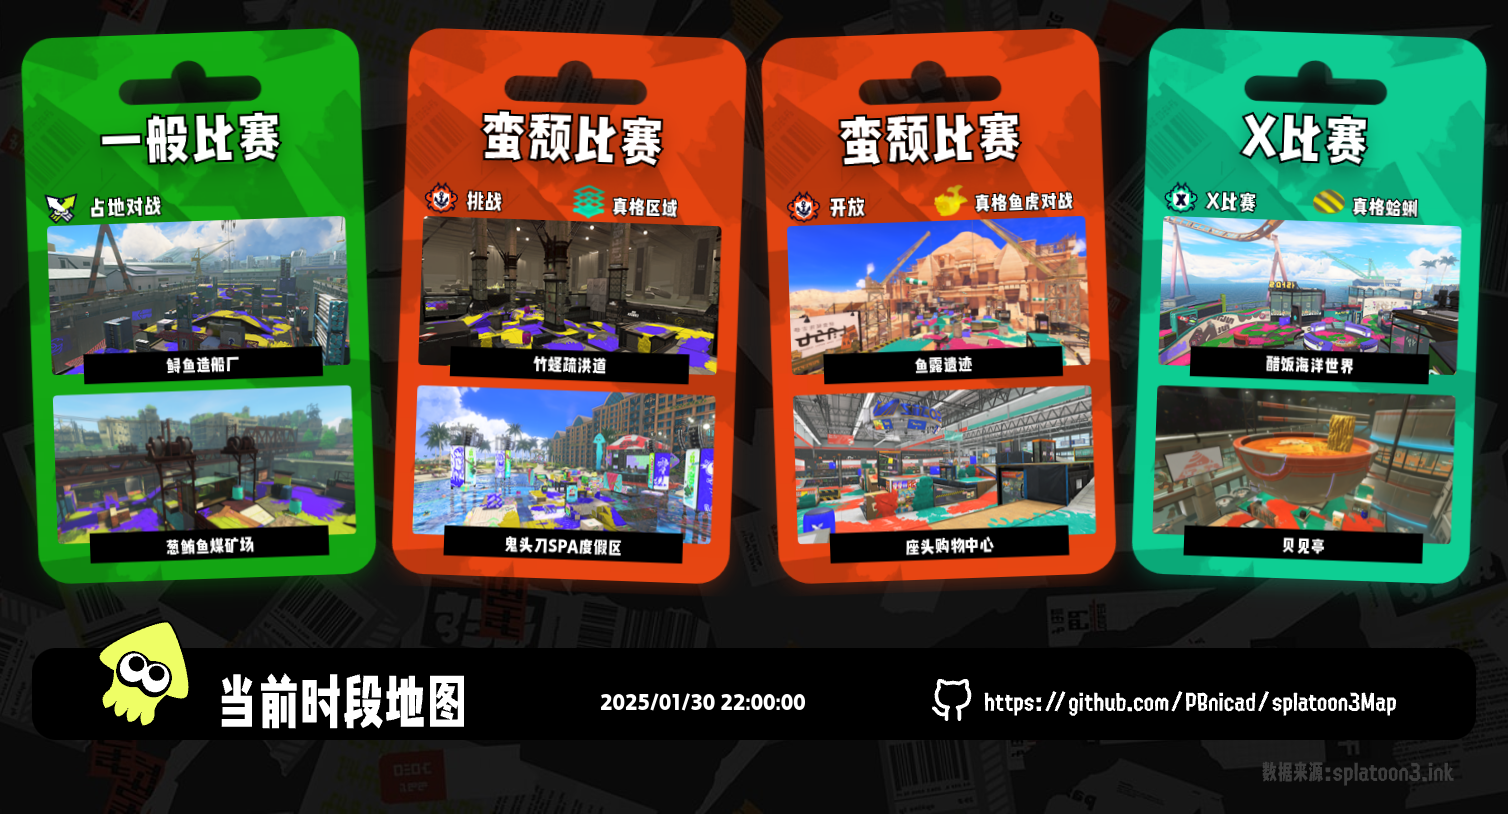 一般比赛
占地对战
鲟鱼造船厂
葱鲔鱼煤矿场
蛮颓比赛
挑战
真格区域
竹蛏疏洪道
鬼头刀SPA度假区
蛮颓比赛
开放
真格鱼虎对战
鱼露遗迹
座头购物中心
X比赛
X比赛
真格蛤蜊
醋饭海洋世界
贝见亭
当前时段地图
2025/01/30 22:00:00
https://github.com/PBnicad/splatoon3Map
数据来源:splatoon3.ink